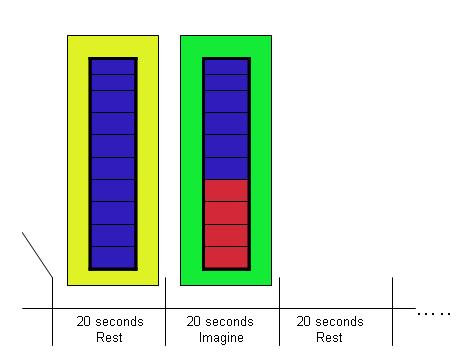 20 seconds
Rest
20 seconds
Imagine
20 seconds
Rest
.....